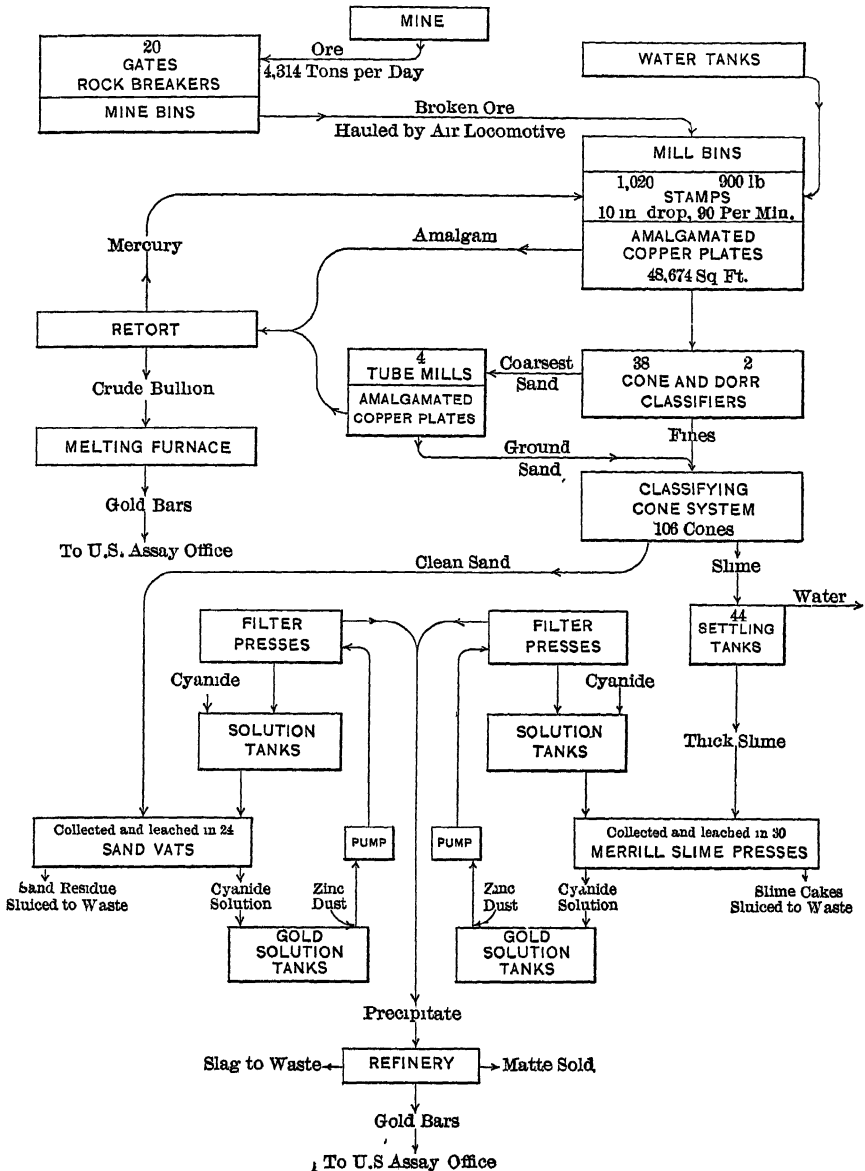 MINE
Ore
4,314 Tons per Day
20
GATES
ROCK BREAKERS
MINE BINS
WATER TANKS
Broken Ore
Hauled by Air Locomotive
MILL BINS
1,020 900 lb
STAMPS
10 in drop, 90 Per Min.
AMALGAMATED
COPPER PLATES
48,674 Sq Ft.
Mercury
Amalgam
RETORT
Crude Bullion
MELTING FURNACE
Gold Bars
To U.S. Assay Office
4
TUBE MILLS
AMALGAMATED
COPPER PLATES
Coarsest
Sand
38 2
CONE AND DORR
CLASSIFIERS
Fines
Ground
Sand
CLASSIFYING
CONE SYSTEM
106 Cones
Clean Sand
Slime
Water
44
SETTLING
TANKS
Thick Slime
FILTER
PRESSES
FILTER
PRESSES
Cyanide
Cyanide
SOLUTION
TANKS
SOLUTION
TANKS
Collected and leached in 24
SAND VATS
PUMP
PUMP
Collected and leached in 30
MERRILL SLIME PRESSES
Sand Residue
Sluiced to Waste
Cyanide
Solution
Zinc
Dust
Zinc
Dust
Cyanide
Solution
Slime Cakes
Sluiced to Waste
GOLD
SOLUTION
TANKS
GOLD
SOLUTION
TANKS
Precipitate
Slag to Waste
REFINERY
Matte Sold.
Gold Bars
To U.S Assay Office